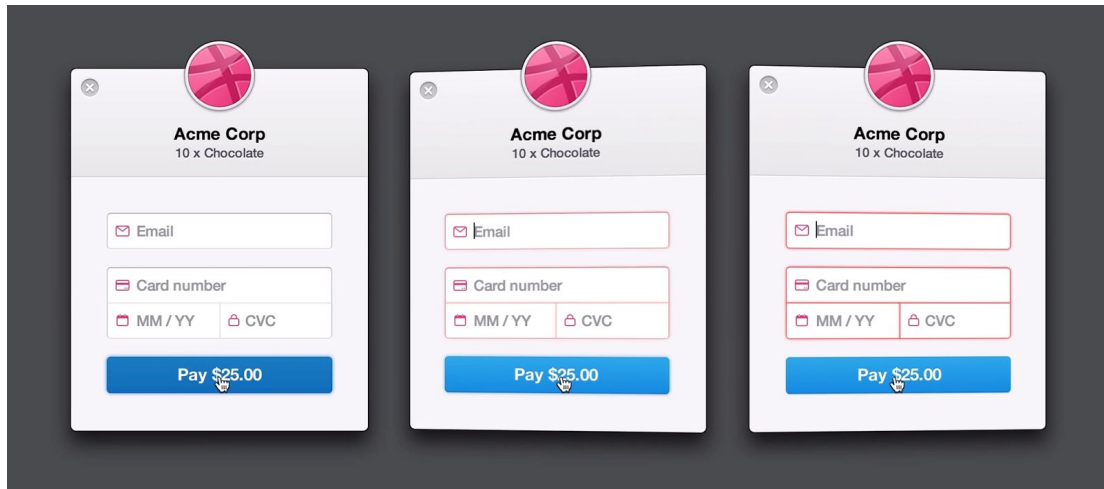 Acme Corp
10 x Chocolate
Email
Card number
MM / YY
CVC
Pay $25.00
Acme Corp
10 x Chocolate
Email
Card number
MM / YY
CVC
Pay $25.00
Acme Corp
10 x Chocolate
Email
Card number
MM / YY
CVC
Pay $25.00